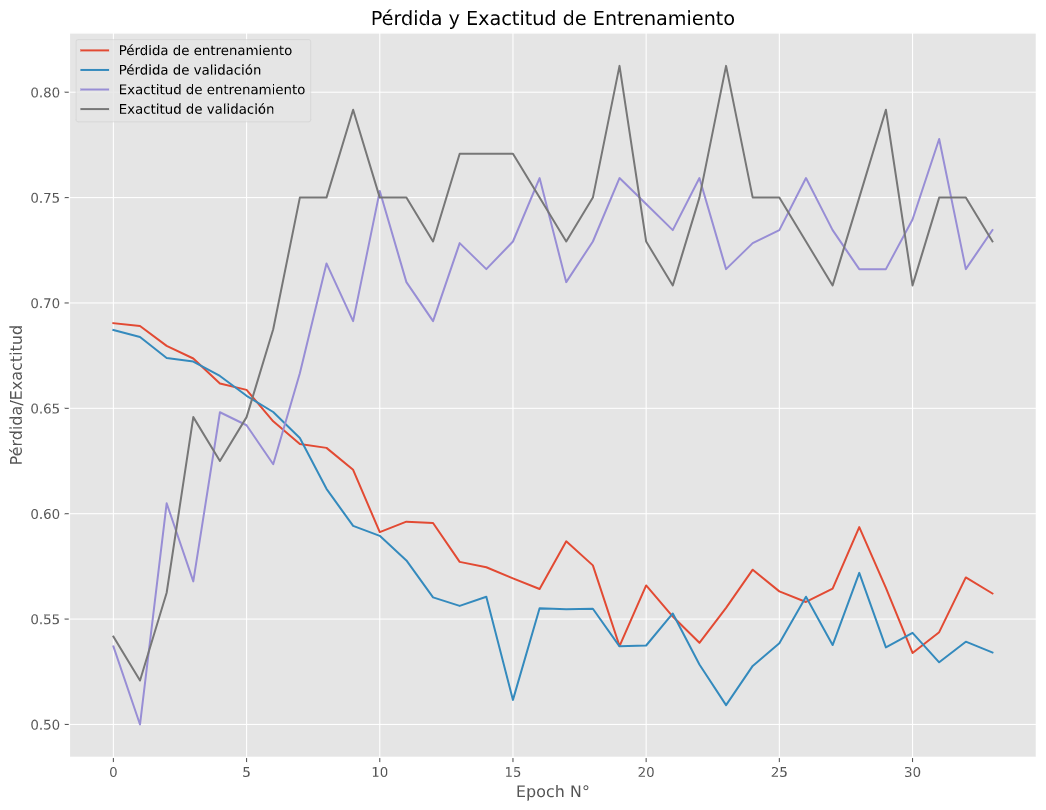 Pérdida y Exactitud de Entrenamiento
Pérdida de entrenamiento
Pérdida de validación
Exactitud de entrenamiento
Exactitud de validación
Pérdida/Exactitud
0.80
0.75
0.70
0.65
0.60
0.55
0.50
0 5 10 15 20 25 30
Epoch N°